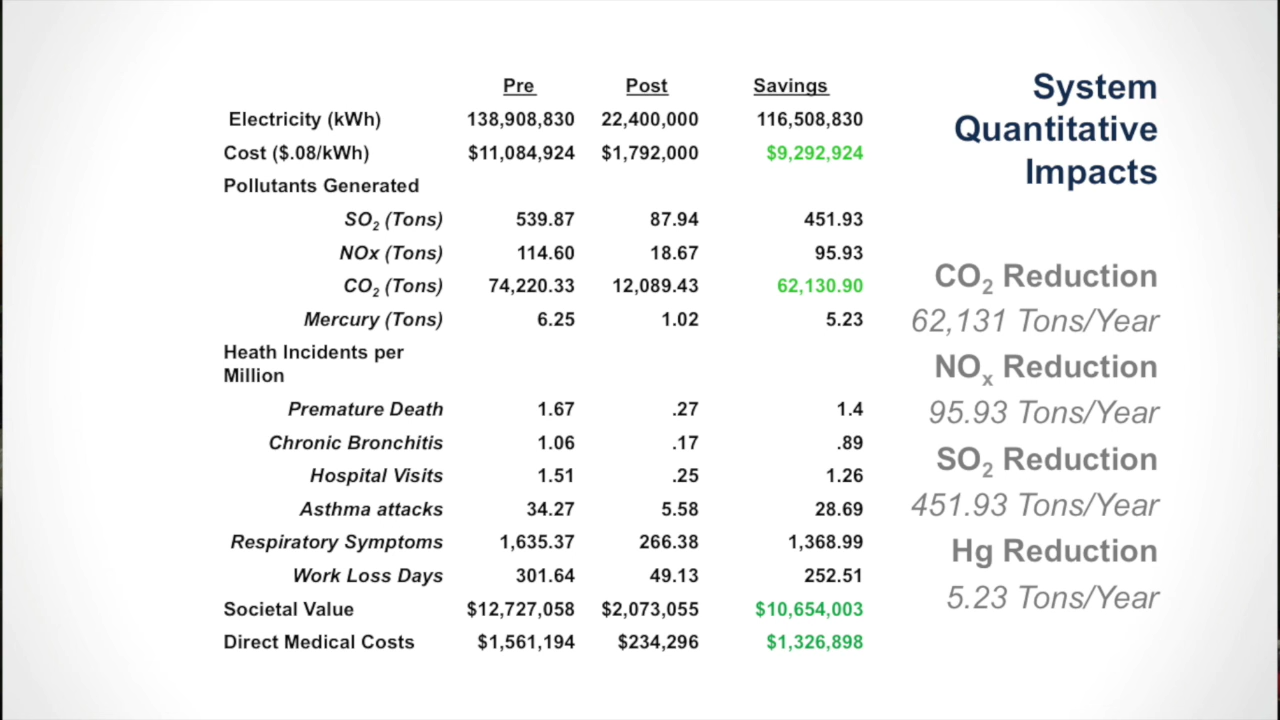 Pre Post Savings
Electricity (kWh) 138,908,830 22,400,000 116,508,830
Cost ($.08/kWh) $11,084,924 $1,792,000 $9,292,924
Pollutants Generated
SO₂ (Tons) 539.87 87.94 451.93
NOx (Tons) 114.60 18.67 95.93
CO₂ (Tons) 74,220.33 12,089.43 62,130.90
Mercury (Tons) 6.25 1.02 5.23
Heath Incidents per
Million
Premature Death 1.67 .27 1.4
Chronic Bronchitis 1.06 .17 .89
Hospital Visits 1.51 .25 1.26
Asthma attacks 34.27 5.58 28.69
Respiratory Symptoms 1,635.37 266.38 1,368.99
Work Loss Days 301.64 49.13 252.51
Societal Value $12,727,058 $2,073,055 $10,654,003
Direct Medical Costs $1,561,194 $234,296 $1,326,898
System
Quantitative
Impacts
CO₂ Reduction
62,131 Tons/Year
NOₓ Reduction
95.93 Tons/Year
SO₂ Reduction
451.93 Tons/Year
Hg Reduction
5.23 Tons/Year